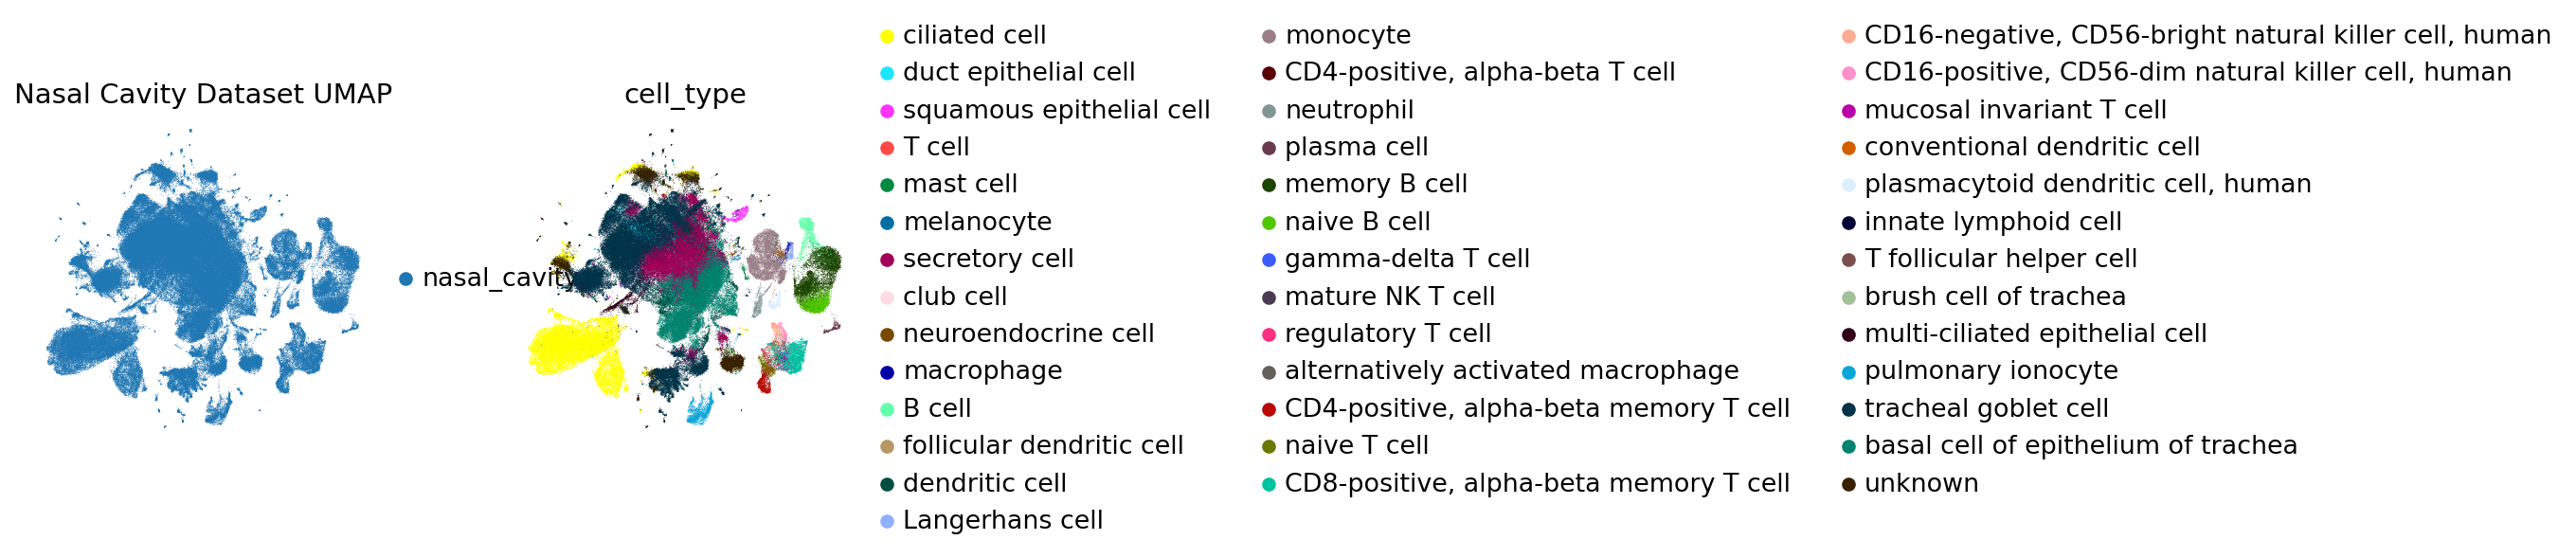 Nasal Cavity Dataset UMAP
nasal_cavity
cell_type
ciliated cell
duct epithelial cell
squamous epithelial cell
T cell
mast cell
melanocyte
secretory cell
club cell
neuroendocrine cell
macrophage
B cell
follicular dendritic cell
dendritic cell
Langerhans cell
monocyte
CD4-positive, alpha-beta T cell
neutrophil
plasma cell
memory B cell
naive B cell
gamma-delta T cell
mature NK T cell
regulatory T cell
alternatively activated macrophage
CD4-positive, alpha-beta memory T cell
naive T cell
CD8-positive, alpha-beta memory T cell
CD16-negative, CD56-bright natural killer cell, human
CD16-positive, CD56-dim natural killer cell, human
mucosal invariant T cell
conventional dendritic cell
plasmacytoid dendritic cell, human
innate lymphoid cell
T follicular helper cell
brush cell of trachea
multi-ciliated epithelial cell
pulmonary ionocyte
tracheal goblet cell
basal cell of epithelium of trachea
unknown